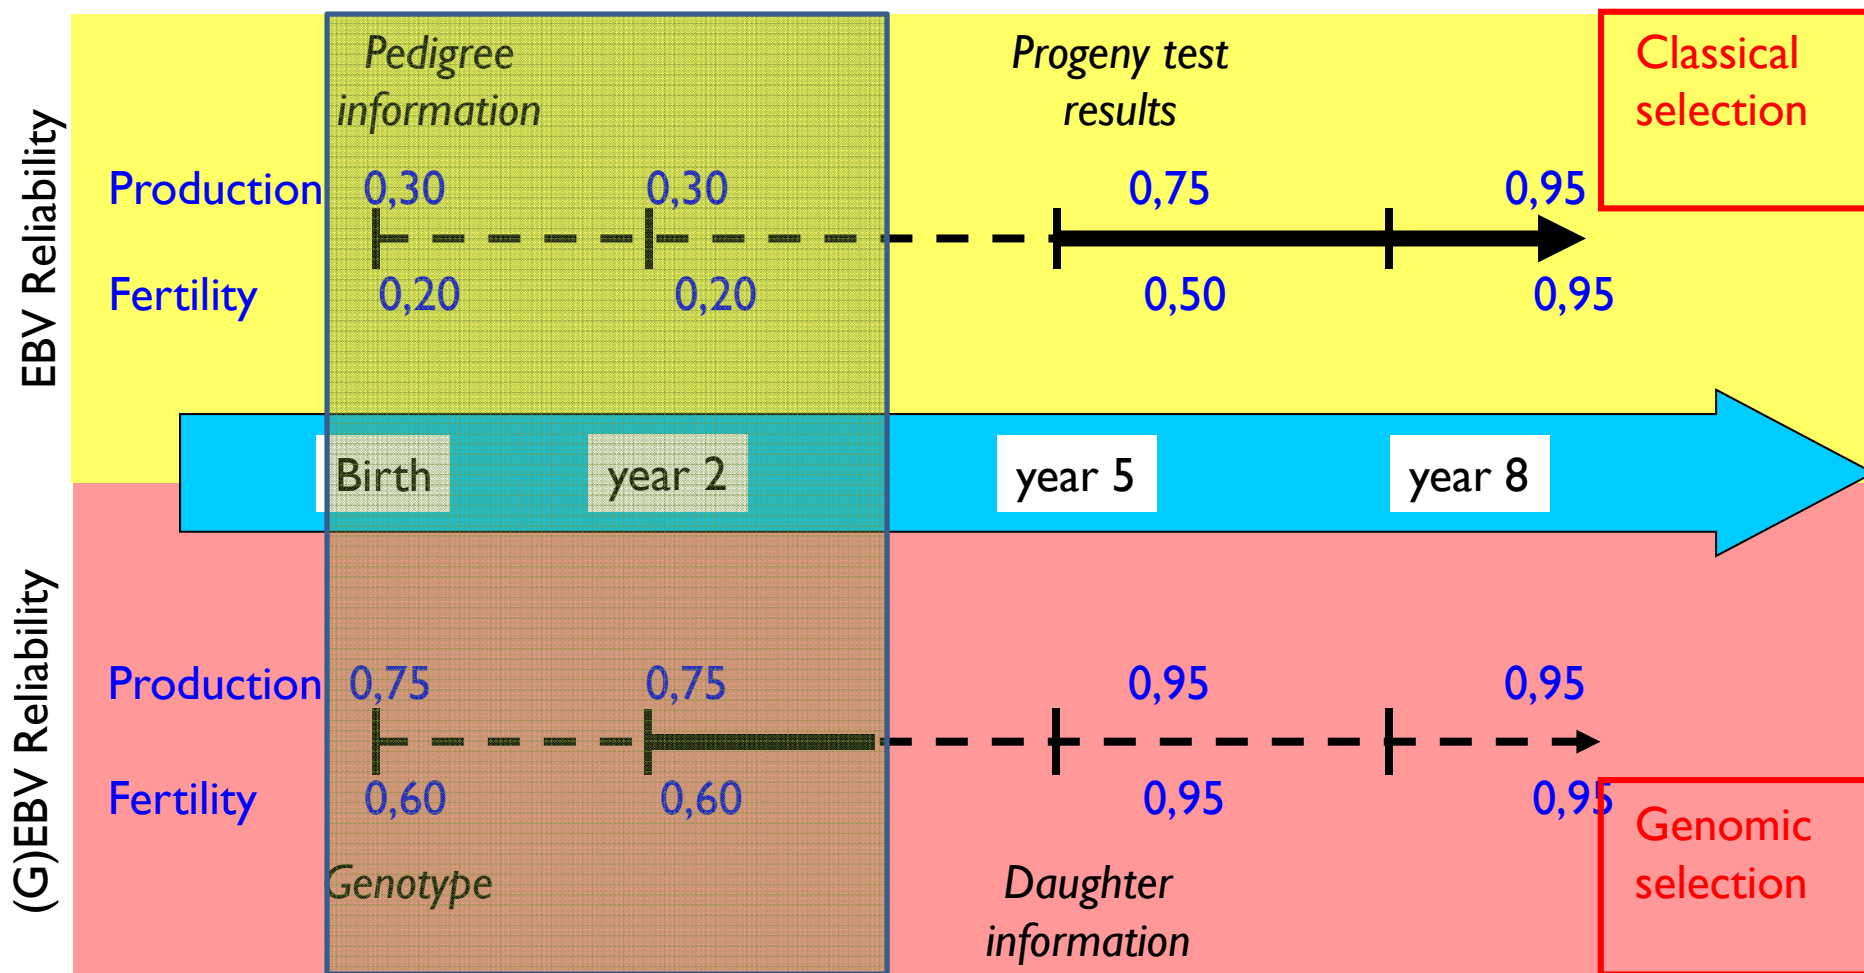 EBV Reliability
Pedigree
information
Progeny test
results
Classical
selection
Production 0,30 0,30 0,75 0,95
Fertility 0,20 0,20 0,50 0,95
Birth year 2 year 5 year 8
(G)EBV Reliability
Production 0,75 0,75 0,95 0,95
Fertility 0,60 0,60 0,95 0,95
Genotype
Daughter
information
Genomic
selection